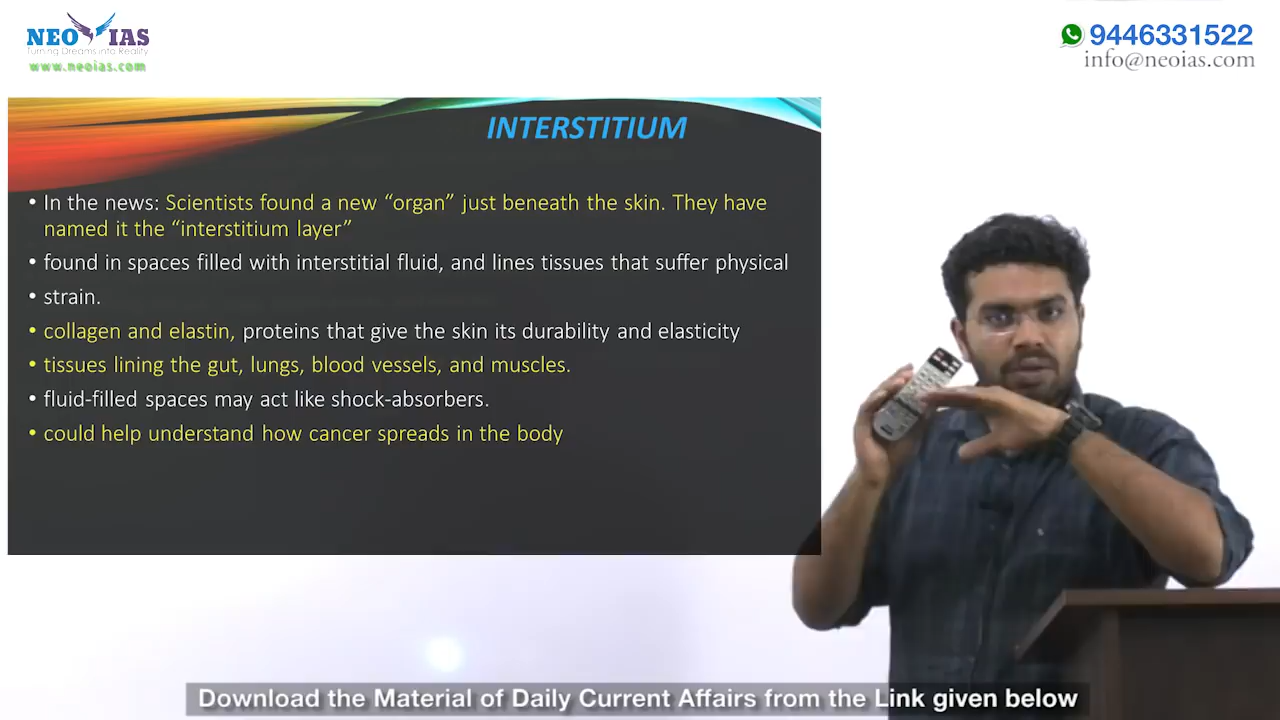 NEO IAS
Turning Dreams into Reality
www.neoias.com
9446331522
info@neoias.com
INTERSTITIUM
• In the news: Scientists found a new “organ” just beneath the skin. They have
named it the “interstitium layer”
• found in spaces filled with interstitial fluid, and lines tissues that suffer physical
• strain.
• collagen and elastin, proteins that give the skin its durability and elasticity
• tissues lining the gut, lungs, blood vessels, and muscles.
• fluid-filled spaces may act like shock-absorbers.
• could help understand how cancer spreads in the body
Download the Material of Daily Current Affairs from the Link given below